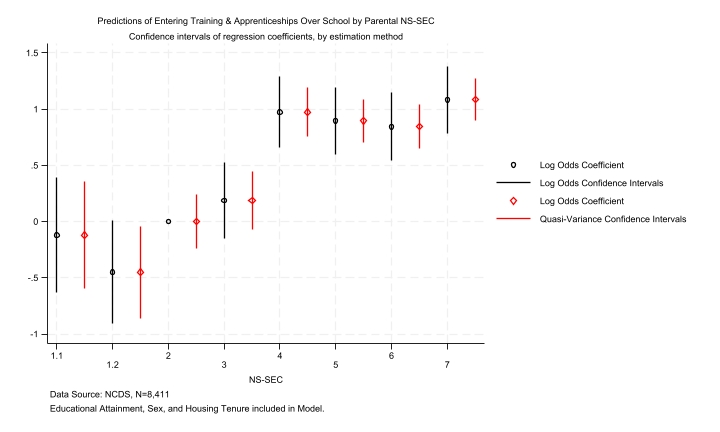 Predictions of Entering Training & Apprenticeships Over School by Parental NS-SEC
Confidence intervals of regression coefficients, by estimation method
1.5
1
.5
0
-.5
-1
1.1
1.2
2
3
4
5
6
7
NS-SEC
Log Odds Coefficient
Log Odds Confidence Intervals
Log Odds Coefficient
Quasi-Variance Confidence Intervals
Data Source: NCDS, N=8,411
Educational Attainment, Sex, and Housing Tenure included in Model.